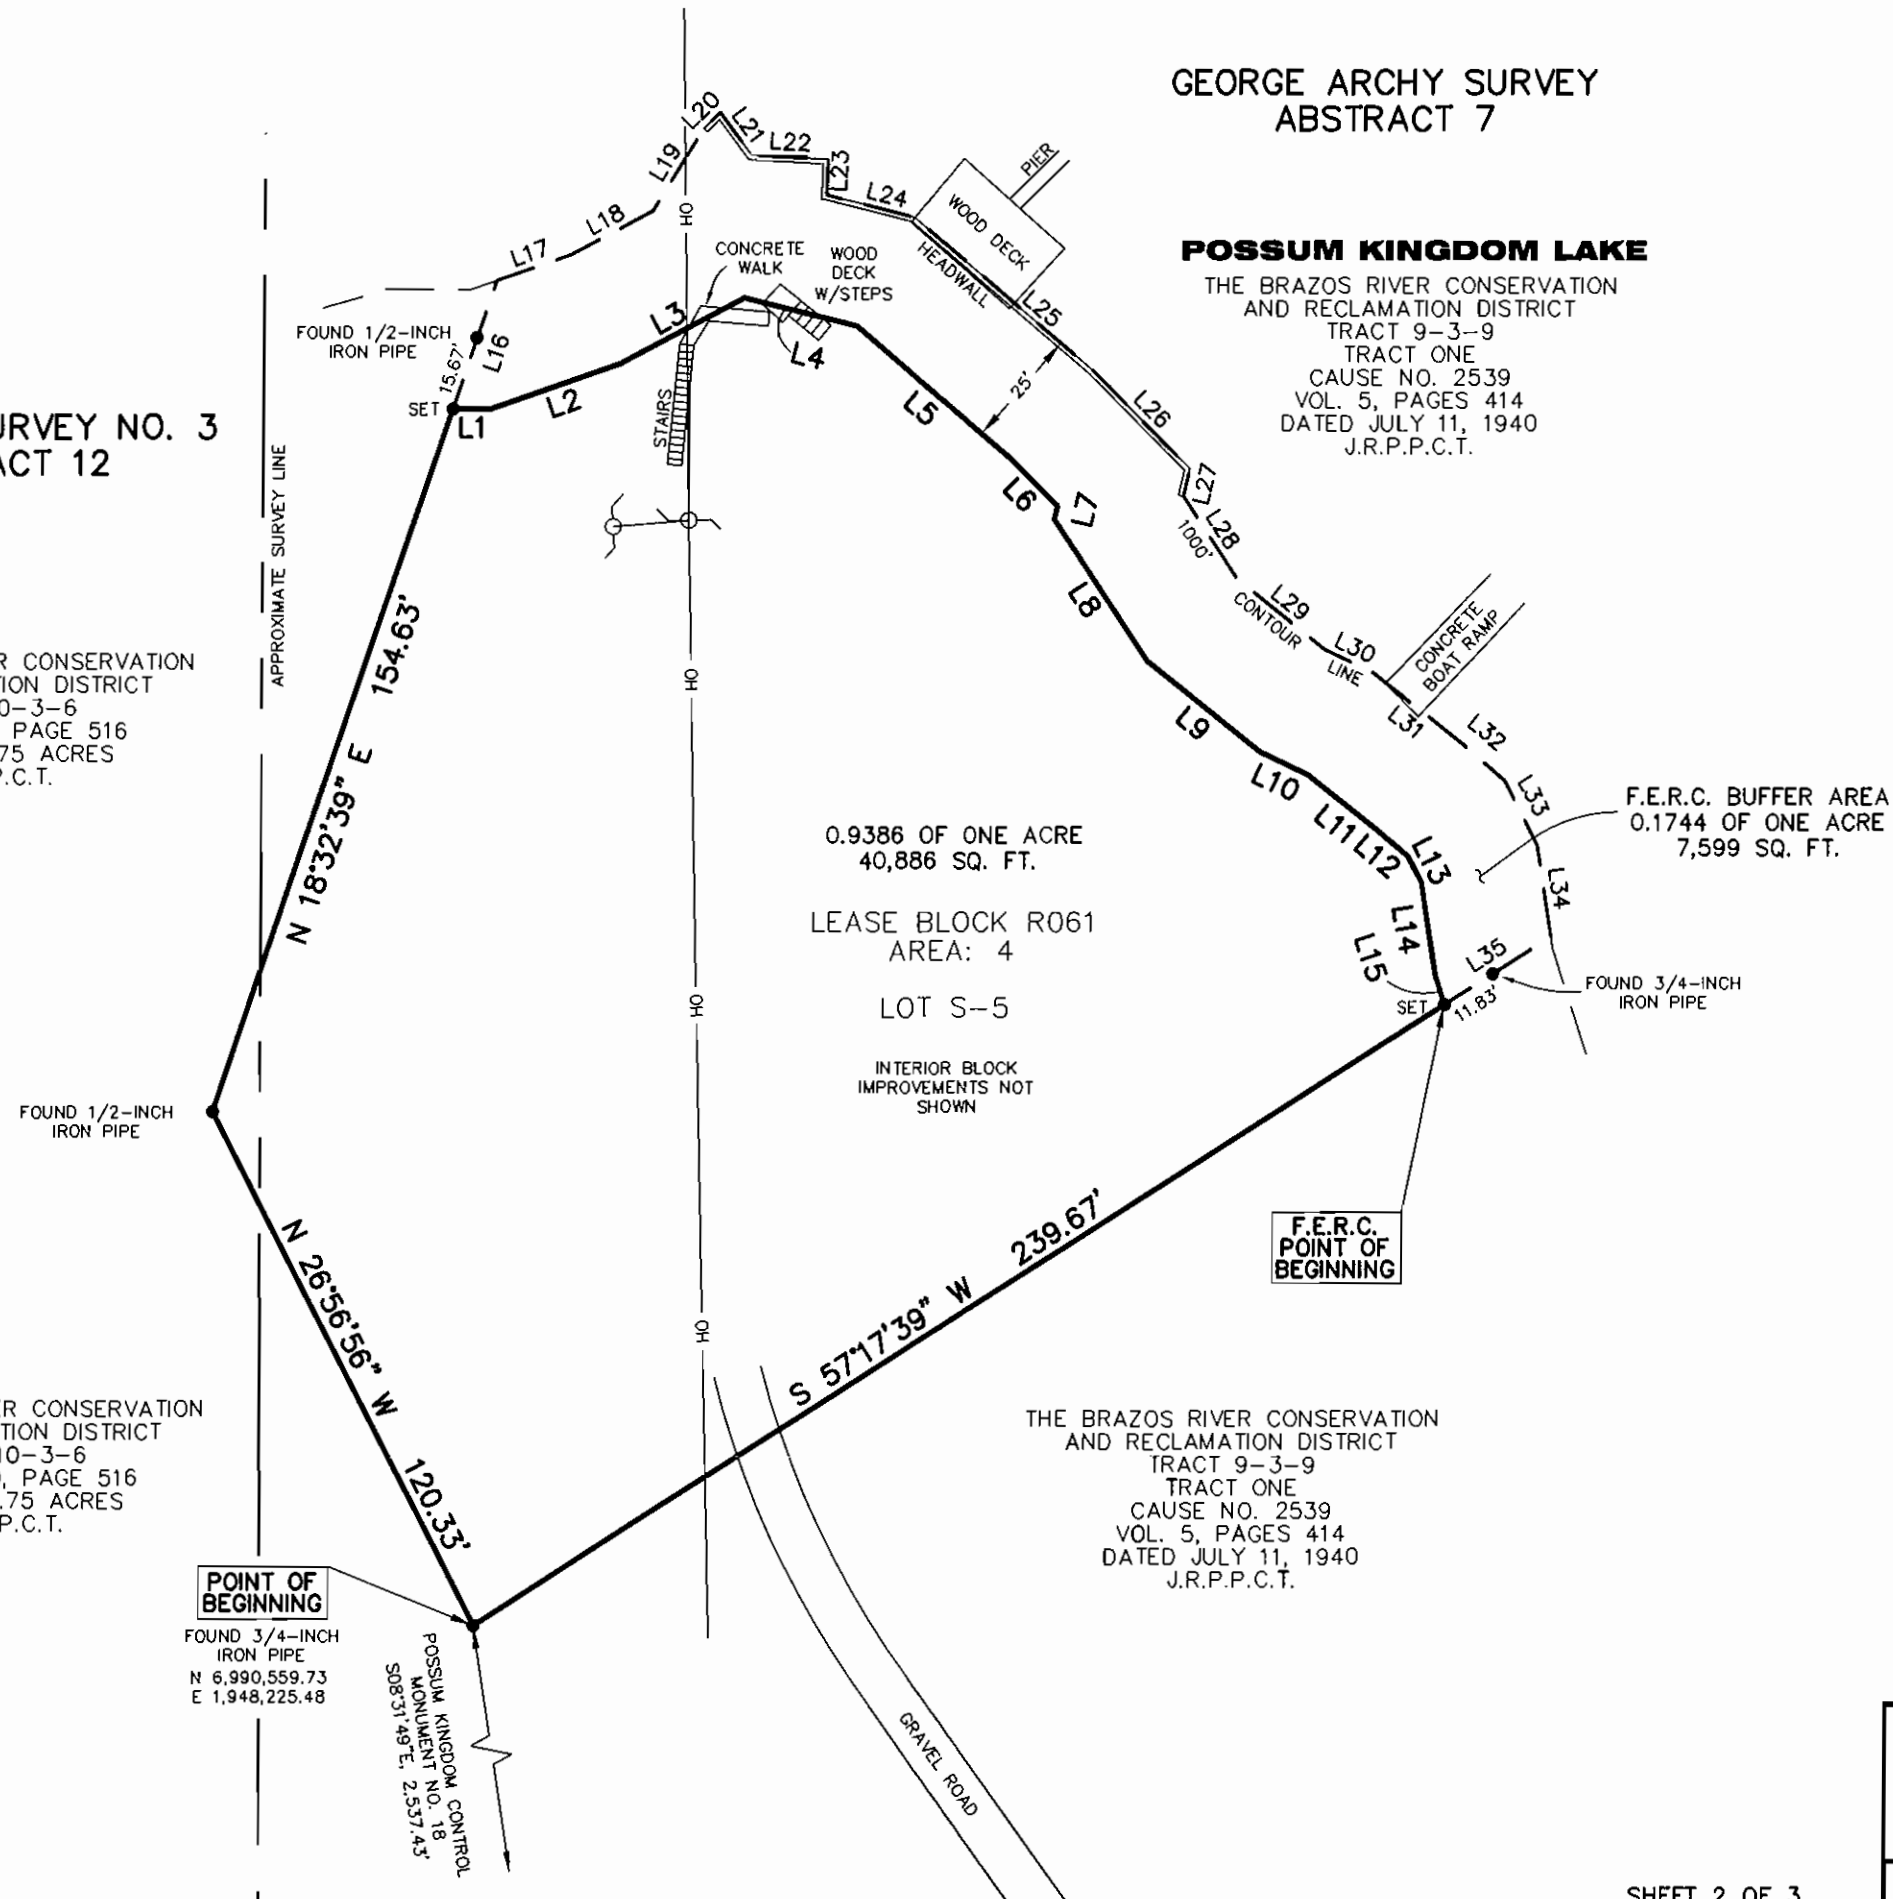 GEORGE ARCHY SURVEY
ABSTRACT 7
L20
L21
L22
L19
L23
L24
L18
L17
PIER
WOOD DECK
HEADWALL
L25
POSSUM KINGDOM LAKE
THE BRAZOS RIVER CONSERVATION
AND RECLAMATION DISTRICT
TRACT 9-3-9
TRACT ONE
CAUSE NO. 2539
VOL. 5, PAGES 414
DATED JULY 11, 1940
J.R.P.P.C.T.
OH
CONCRETE
WALK
WOOD
DECK
W/STEPS
FOUND 1/2-INCH
IRON PIPE
15.67'
L16
SET
L1
L2
L3
L4
STAIRS
25'
L5
L26
L27
L6
L7
L28
1000'
CONTOUR
LINE
L8
L29
L30
CONCRETE
BOAT RAMP
L31
L32
L9
L10
L11
L12
L13
L33
L34
L14
L15
L35
URVEY NO. 3
ACT 12
APPROXIMATE SURVEY LINE
R CONSERVATION
TION DISTRICT
0-3-6
PAGE 516
75 ACRES
P.C.T.
N 18°32'39" E 154.63'
OH
F.E.R.C. BUFFER AREA
0.1744 OF ONE ACRE
7,599 SQ. FT.
0.9386 OF ONE ACRE
40,886 SQ. FT.
LEASE BLOCK R061
AREA: 4
LOT S-5
INTERIOR BLOCK
IMPROVEMENTS NOT
SHOWN
OH
SET
11.83'
FOUND 3/4-INCH
IRON PIPE
FOUND 1/2-INCH
IRON PIPE
F.E.R.C.
POINT OF
BEGINNING
N 26°56'56" W 120.33'
S 57°17'39" W 239.67'
OH
ER CONSERVATION
TION DISTRICT
10-3-6
, PAGE 516
.75 ACRES
P.C.T.
THE BRAZOS RIVER CONSERVATION
AND RECLAMATION DISTRICT
TRACT 9-3-9
TRACT ONE
CAUSE NO. 2539
VOL. 5, PAGES 414
DATED JULY 11, 1940
J.R.P.P.C.T.
POINT OF
BEGINNING
FOUND 3/4-INCH
IRON PIPE
N 6,990,559.73
E 1,948,225.48
POSSUM KINGDOM CONTROL
MONUMENT NO. 18
S08°31'49"E, 2,537.43'
GRAVEL ROAD
SHEET 2 OF 3